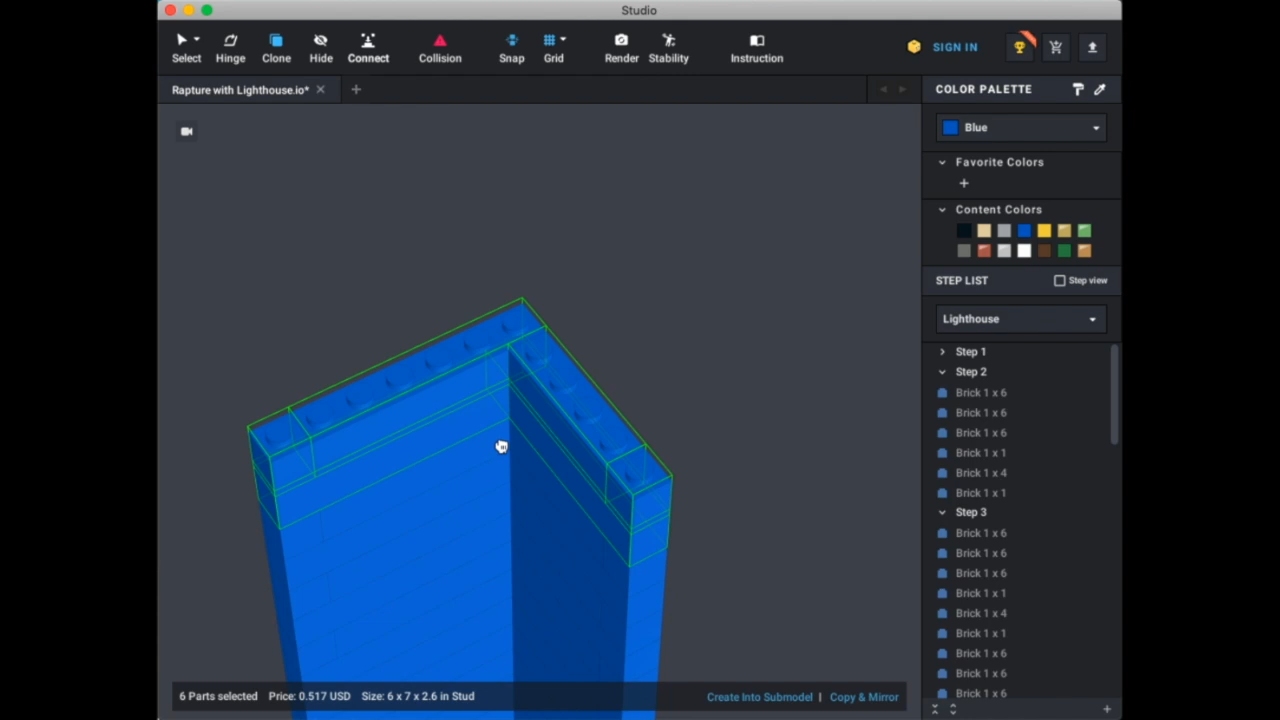 Studio
Select
Hinge
Clone
Hide
Connect
Collision
Snap
Grid
Render
Stability
Instruction
SIGN IN
Rapture with Lighthouse.io*
COLOR PALETTE
Blue
Favorite Colors
Content Colors
STEP LIST
Step view
Lighthouse
Step 1
Step 2
Brick 1 x 6
Brick 1 x 6
Brick 1 x 6
Brick 1 x 1
Brick 1 x 4
Brick 1 x 1
Step 3
Brick 1 x 6
Brick 1 x 6
Brick 1 x 6
Brick 1 x 1
Brick 1 x 4
Brick 1 x 1
Brick 1 x 6
Brick 1 x 6
Brick 1 x 6
6 Parts selected Price: 0.517 USD Size: 6 x 7 x 2.6 in Stud
Create Into Submodel | Copy & Mirror